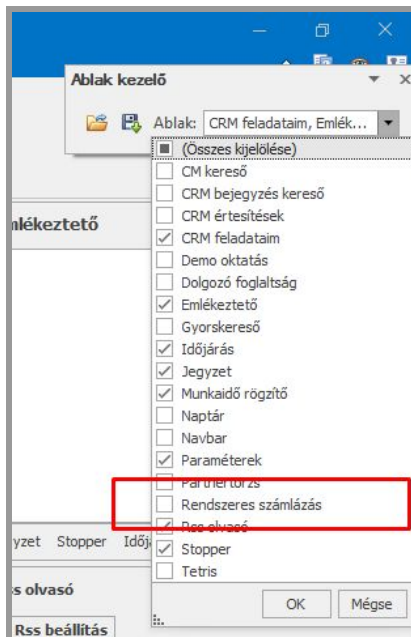 Ablak kezelő
Ablak: CRM feladataim, Emlék...
(Összes kijelölése)
CM kereső
CRM bejegyzés kereső
CRM értesítések
CRM feladataim
Demo oktatás
Dolgozó foglaltság
Emlékeztető
Gyorskereső
Időjárás
Jegyzet
Munkaidő rögzítő
Naptár
Navbar
Paraméterek
Partnertörzs
Rendszeres számlázás
Rss olvasó
Stopper
Tetris
OK Mégse
nlékeztető
yzet Stopper Időj
s olvasó
Rss beállítás